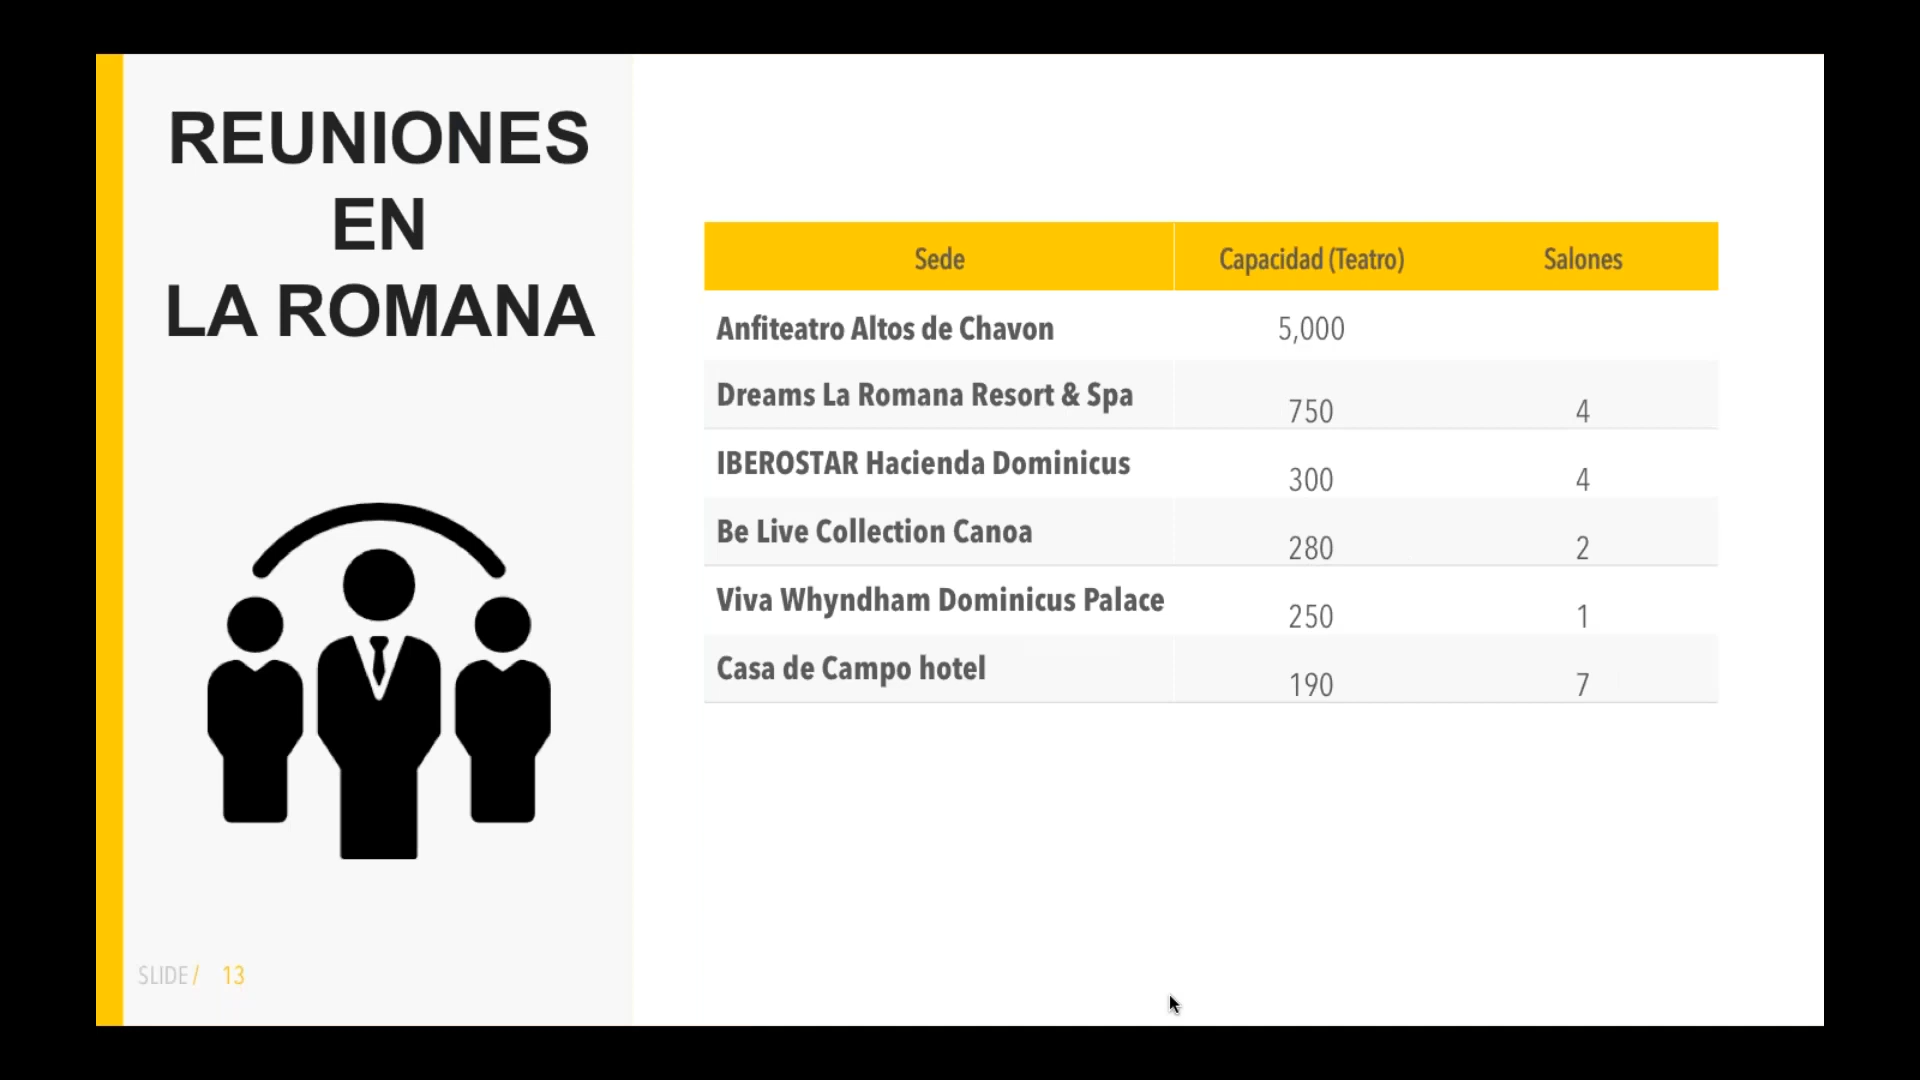 REUNIONES
EN
LA ROMANA
Sede Capacidad (Teatro) Salones
Anfiteatro Altos de Chavon 5,000
Dreams La Romana Resort & Spa 750 4
IBEROSTAR Hacienda Dominicus 300 4
Be Live Collection Canoa 280 2
Viva Whyndham Dominicus Palace 250 1
Casa de Campo hotel 190 7
SLIDE / 13